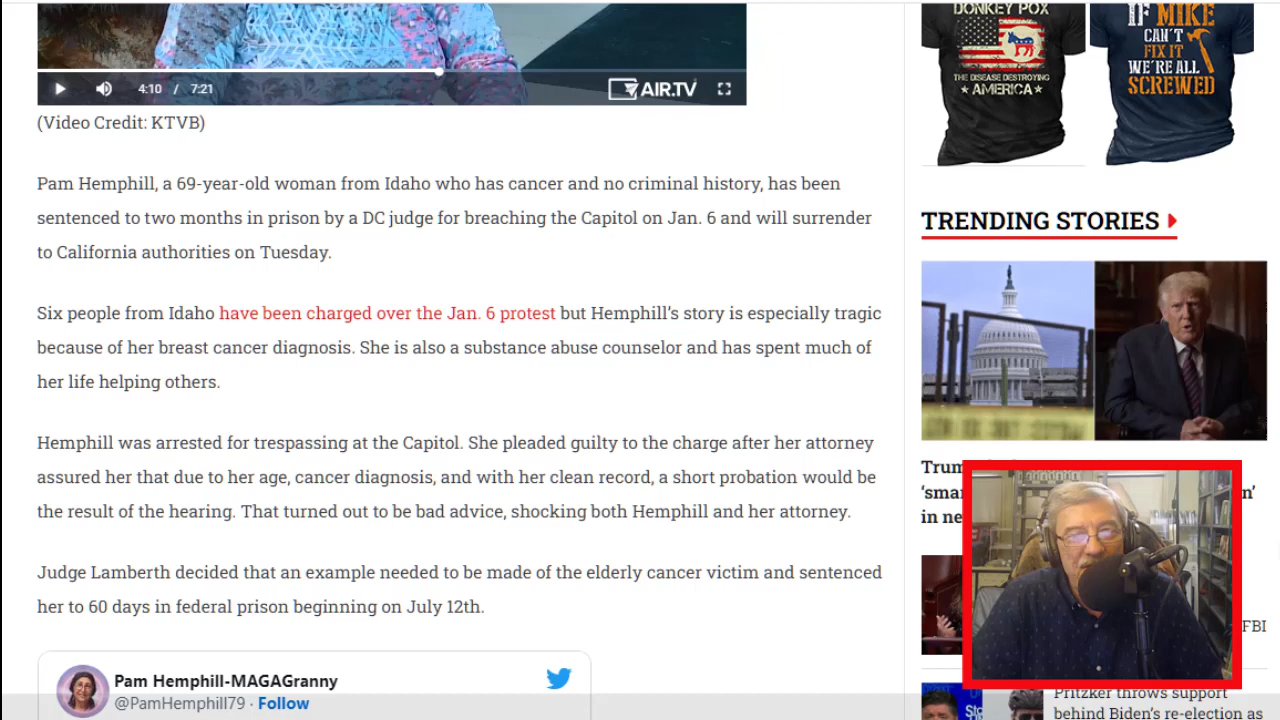 4:10 / 7:21
AIR.TV
(Video Credit: KTVB)
Pam Hemphill, a 69-year-old woman from Idaho who has cancer and no criminal history, has been
sentenced to two months in prison by a DC judge for breaching the Capitol on Jan. 6 and will surrender
to California authorities on Tuesday.
Six people from Idaho have been charged over the Jan. 6 protest but Hemphill's story is especially tragic
because of her breast cancer diagnosis. She is also a substance abuse counselor and has spent much of
her life helping others.
Hemphill was arrested for trespassing at the Capitol. She pleaded guilty to the charge after her attorney
assured her that due to her age, cancer diagnosis, and with her clean record, a short probation would be
the result of the hearing. That turned out to be bad advice, shocking both Hemphill and her attorney.
Judge Lamberth decided that an example needed to be made of the elderly cancer victim and sentenced
her to 60 days in federal prison beginning on July 12th.
Pam Hemphill-MAGAGranny
@PamHemphill79 · Follow
DONKEY POX
THE DISEASE DESTROYING
AMERICA
IF MIKE
CAN'T
FIX IT
WE'RE ALL
SCREWED
TRENDING STORIES
in ne
FBI
Pritzker throws support
behind Biden's re-election as